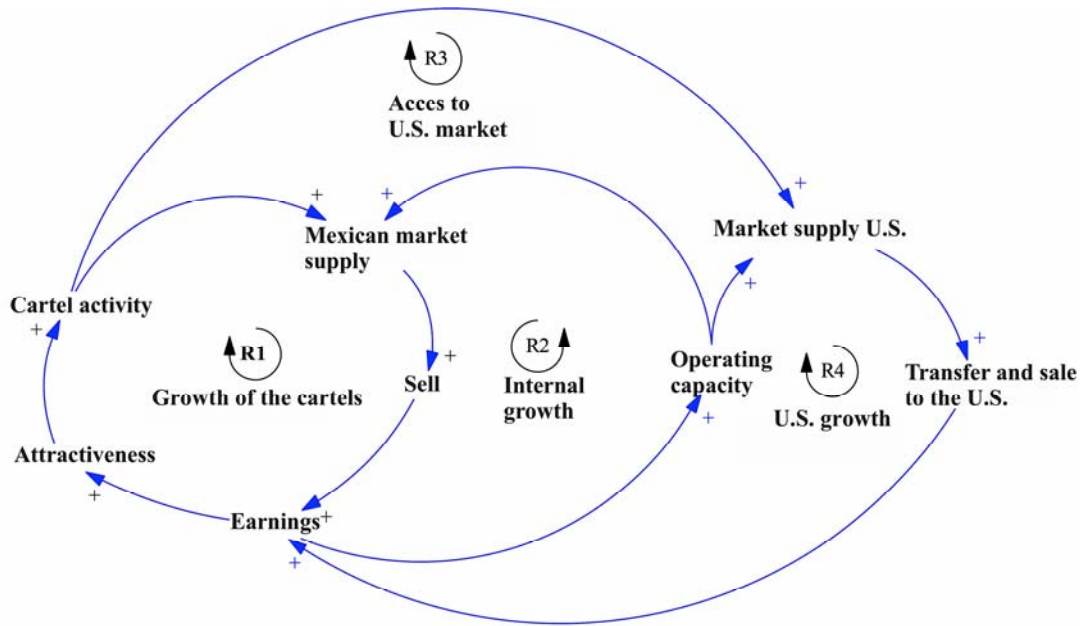 R3
Acces to
U.S. market
+
+
+
Mexican market
supply
Market supply U.S.
+
Cartel activity
+
R1
Growth of the cartels
+
Sell
R2
Internal
growth
Operating
capacity
R4
U.S. growth
+
Transfer and sale
to the U.S.
+
Attractiveness
+
Earnings
+
+